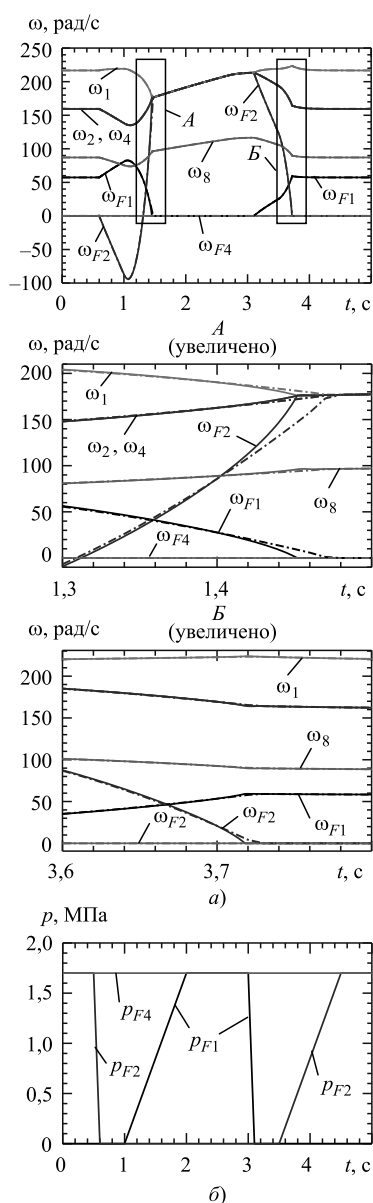 ω, рад/с
250
200
150
100
50
0
−50
−100
ω1
ω2, ω4
ωF1
ωF2
A
ωF2
Б
ω8
ωF1
ωF4
0 1 2 3 4 t, с
А
(увеличено)
ω, рад/с
200
150
100
50
0
ω1
ω2, ω4
ωF2
ω8
ωF1
ωF4
1,3 1,4 t, с
Б
(увеличено)
ω, рад/с
200
150
100
50
0
ω1
ω8
ωF2
ωF2
ωF1
3,6 3,7 t, с
а)
p, МПа
2,0
1,5
1,0
0,5
0
pF4
pF2
pF1
pF2
0 1 2 3 4 t, с
б)